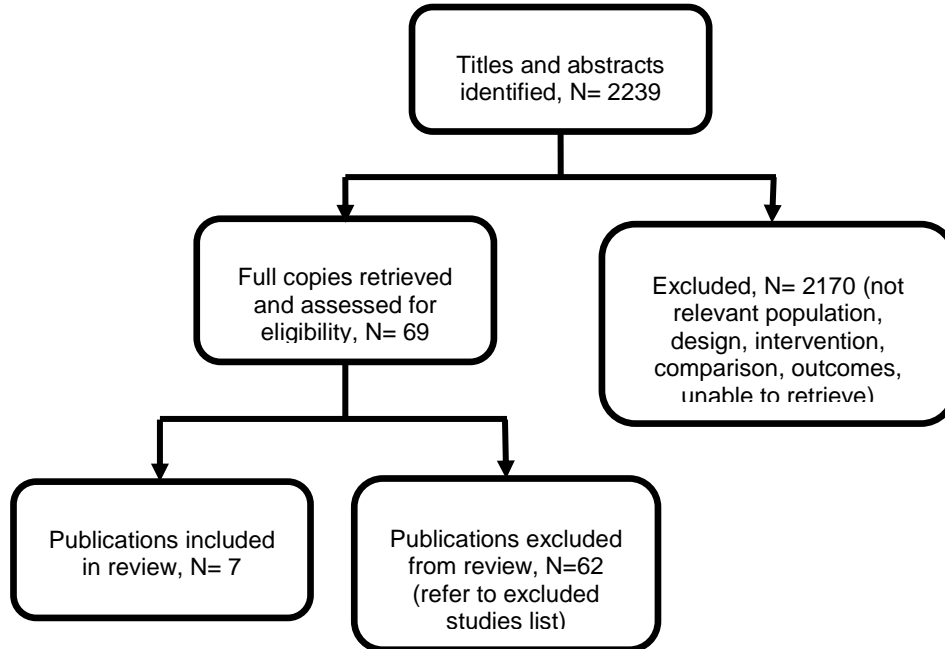 Titles and abstracts
identified, N= 2239
Full copies retrieved
and assessed for
eligibility, N= 69
Excluded, N= 2170 (not
relevant population,
design, intervention,
comparison, outcomes,
unable to retrieve)
Publications included
in review, N= 7
Publications excluded
from review, N=62
(refer to excluded
studies list)